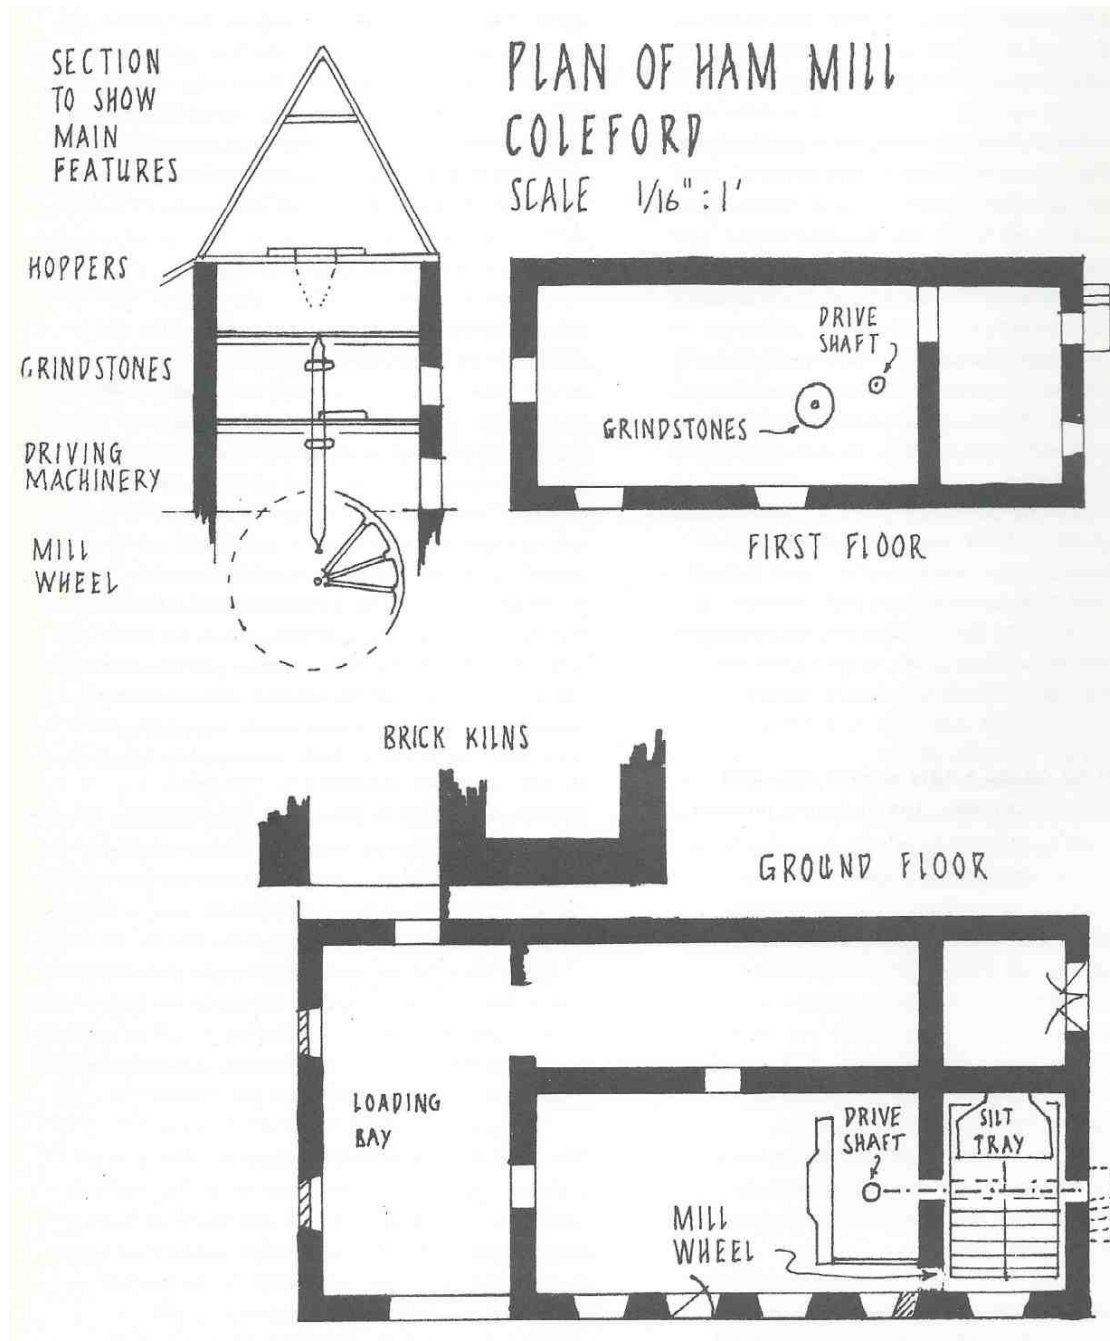 SECTION
TO SHOW
MAIN
FEATURES
PLAN OF HAM MILL
COLEFORD
SCALE 1/16" : 1'
HOPPERS
GRINDSTONES
DRIVING
MACHINERY
MILL
WHEEL
DRIVE
SHAFT
GRINDSTONES
FIRST FLOOR
BRICK KILNS
GROUND FLOOR
LOADING
BAY
DRIVE
SHAFT
SILT
TRAY
MILL
WHEEL